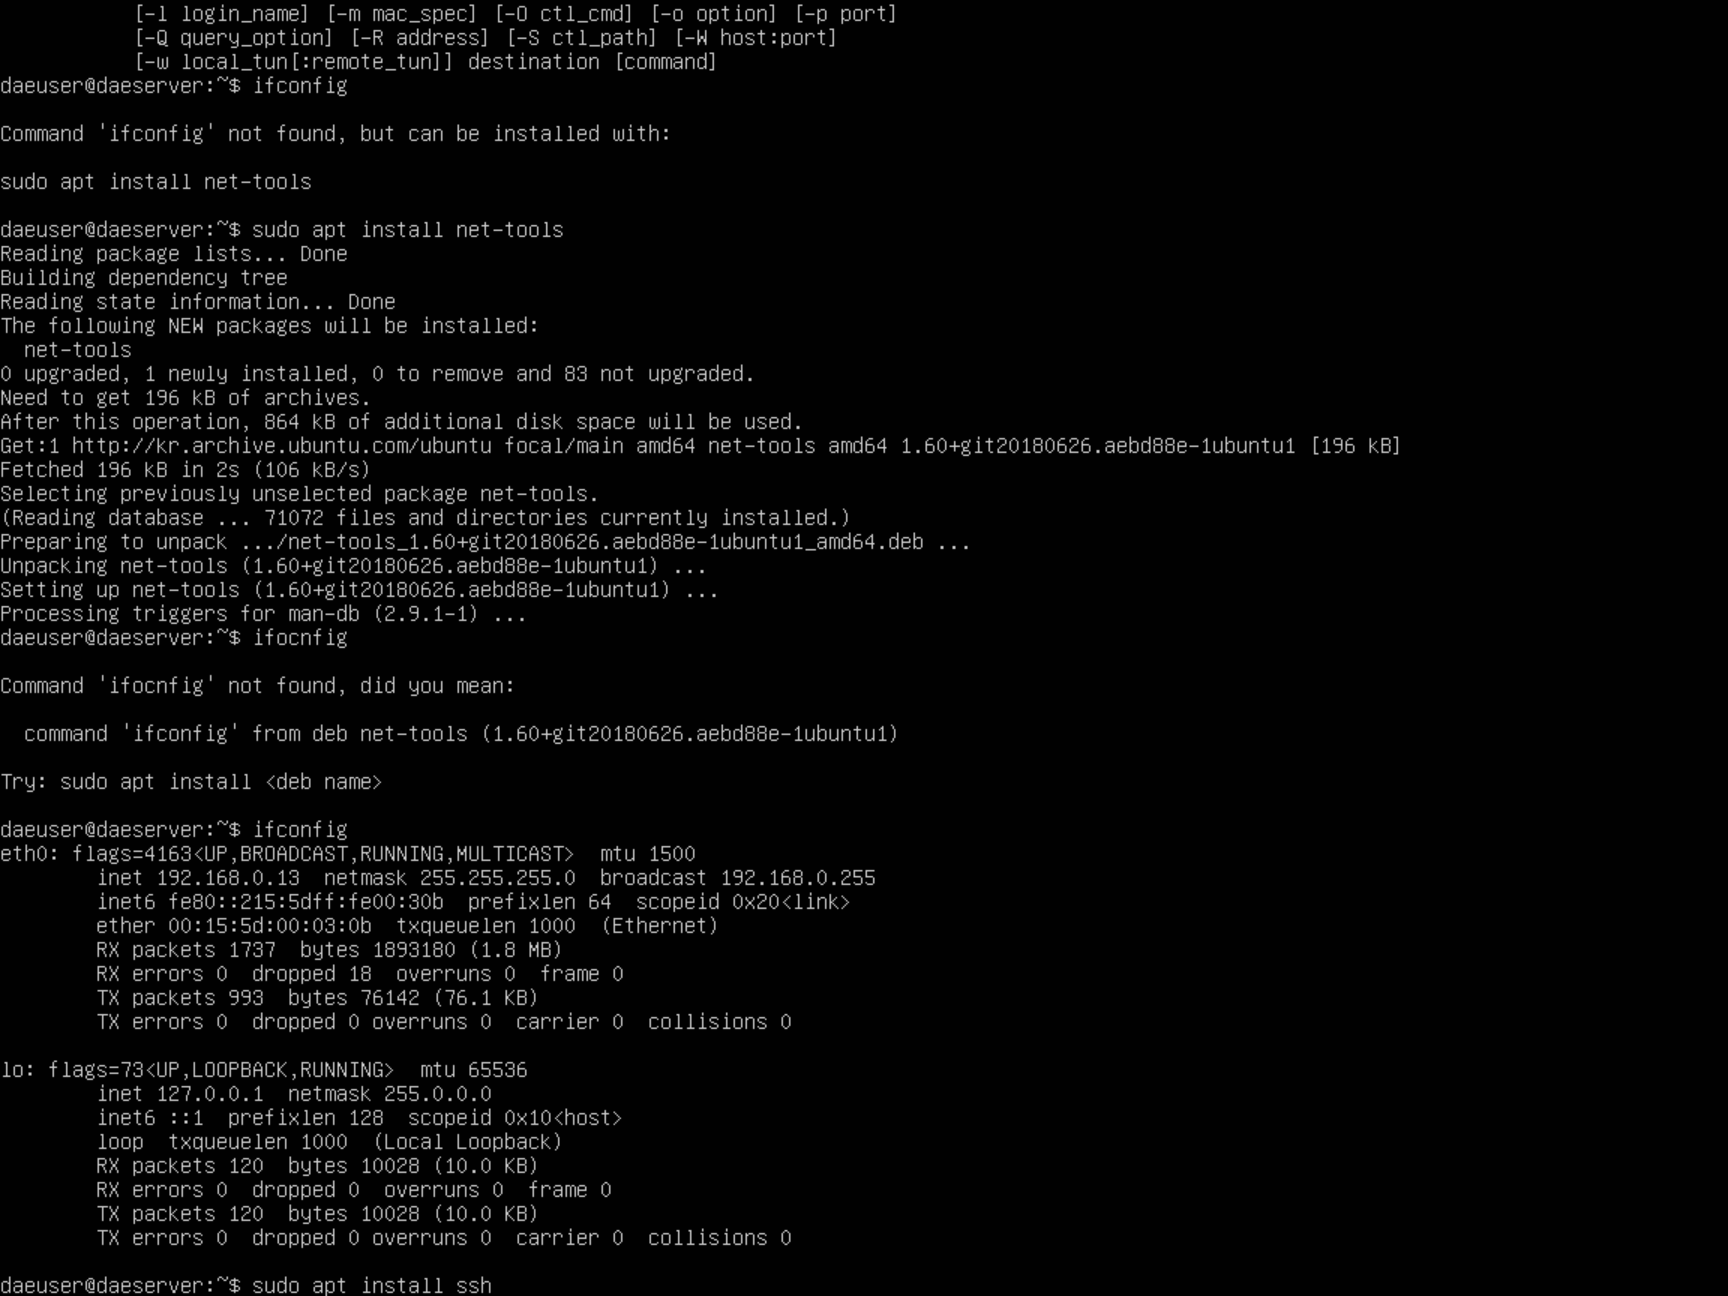 [-l login_name] [-m mac_spec] [-O ctl_cmd] [-o option] [-p port]
[-Q query_option] [-R address] [-S ctl_path] [-W host:port]
[-w local_tun[:remote_tun]] destination [command]
daeuser@daeserver:~$ ifconfig
Command 'ifconfig' not found, but can be installed with:
sudo apt install net-tools
daeuser@daeserver:~$ sudo apt install net-tools
Reading package lists... Done
Building dependency tree
Reading state information... Done
The following NEW packages will be installed:
net-tools
0 upgraded, 1 newly installed, 0 to remove and 83 not upgraded.
Need to get 196 kB of archives.
After this operation, 864 kB of additional disk space will be used.
Get:1 http://kr.archive.ubuntu.com/ubuntu focal/main amd64 net-tools amd64 1.60+git20180626.aebd88e-1ubuntu1 [196 kB]
Fetched 196 kB in 2s (106 kB/s)
Selecting previously unselected package net-tools.
(Reading database ... 71072 files and directories currently installed.)
Preparing to unpack .../net-tools_1.60+git20180626.aebd88e-1ubuntu1_amd64.deb ...
Unpacking net-tools (1.60+git20180626.aebd88e-1ubuntu1) ...
Setting up net-tools (1.60+git20180626.aebd88e-1ubuntu1) ...
Processing triggers for man-db (2.9.1-1) ...
daeuser@daeserver:~$ ifocnfig
Command 'ifocnfig' not found, did you mean:
command 'ifconfig' from deb net-tools (1.60+git20180626.aebd88e-1ubuntu1)
Try: sudo apt install <deb name>
daeuser@daeserver:~$ ifconfig
eth0: flags=4163<UP,BROADCAST,RUNNING,MULTICAST>  mtu 1500
inet 192.168.0.13  netmask 255.255.255.0  broadcast 192.168.0.255
inet6 fe80::215:5dff:fe00:30b  prefixlen 64  scopeid 0x20<link>
ether 00:15:5d:00:03:0b  txqueuelen 1000  (Ethernet)
RX packets 1737  bytes 1893180 (1.8 MB)
RX errors 0  dropped 18  overruns 0  frame 0
TX packets 993  bytes 76142 (76.1 KB)
TX errors 0  dropped 0 overruns 0  carrier 0  collisions 0
lo: flags=73<UP,LOOPBACK,RUNNING>  mtu 65536
inet 127.0.0.1  netmask 255.0.0.0
inet6 ::1  prefixlen 128  scopeid 0x10<host>
loop  txqueuelen 1000  (Local Loopback)
RX packets 120  bytes 10028 (10.0 KB)
RX errors 0  dropped 0  overruns 0  frame 0
TX packets 120  bytes 10028 (10.0 KB)
TX errors 0  dropped 0 overruns 0  carrier 0  collisions 0
daeuser@daeserver:~$ sudo apt install ssh